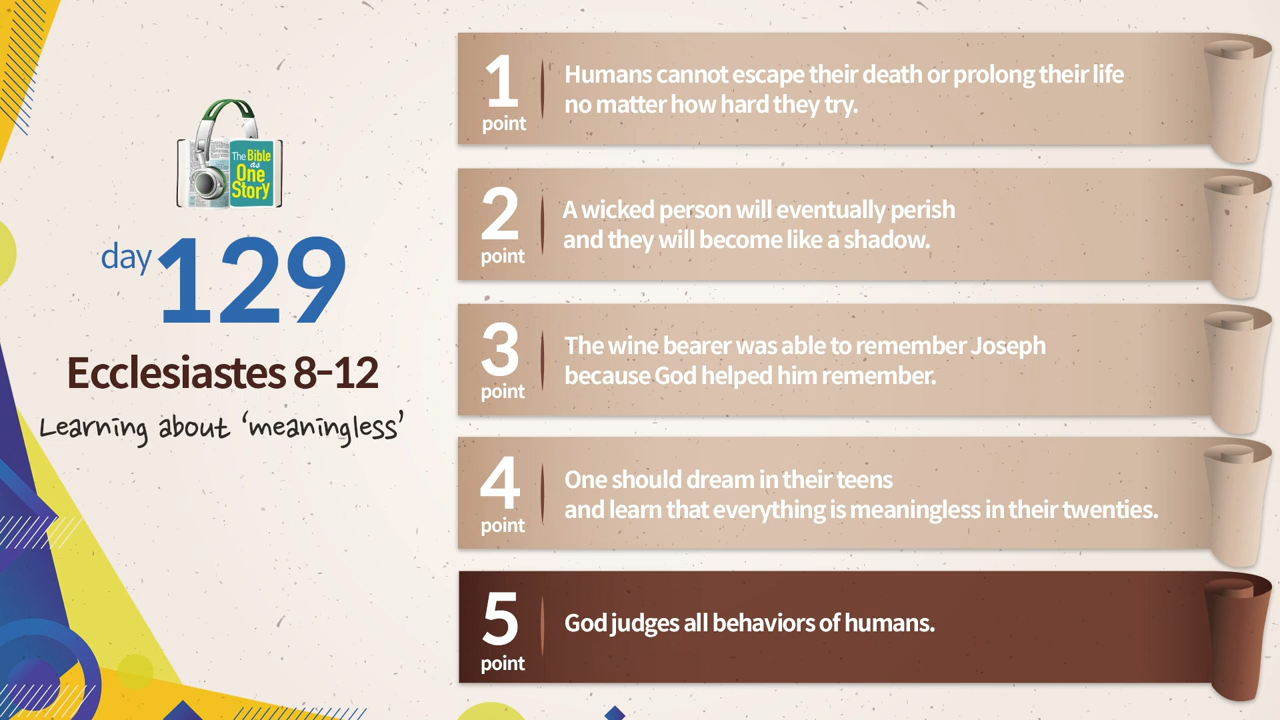 The Bible
as
One
Story
day 129
Ecclesiastes 8-12
Learning about ‘meaningless’
1
point
Humans cannot escape their death or prolong their life
no matter how hard they try.
2
point
A wicked person will eventually perish
and they will become like a shadow.
3
point
The wine bearer was able to remember Joseph
because God helped him remember.
4
point
One should dream in their teens
and learn that everything is meaningless in their twenties.
5
point
God judges all behaviors of humans.